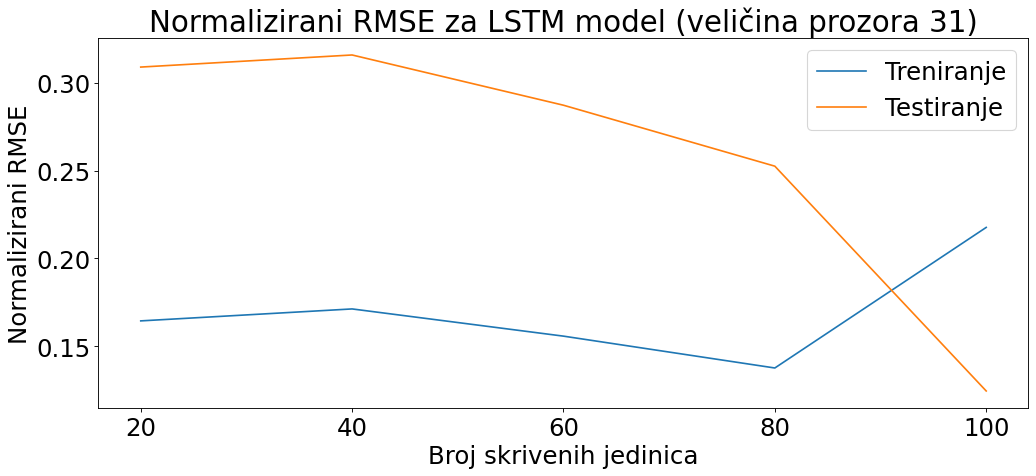 Normalizirani RMSE za LSTM model (veličina prozora 31)
Treniranje
Testiranje
Normalizirani RMSE
0.30
0.25
0.20
0.15
20 40 60 80 100
Broj skrivenih jedinica